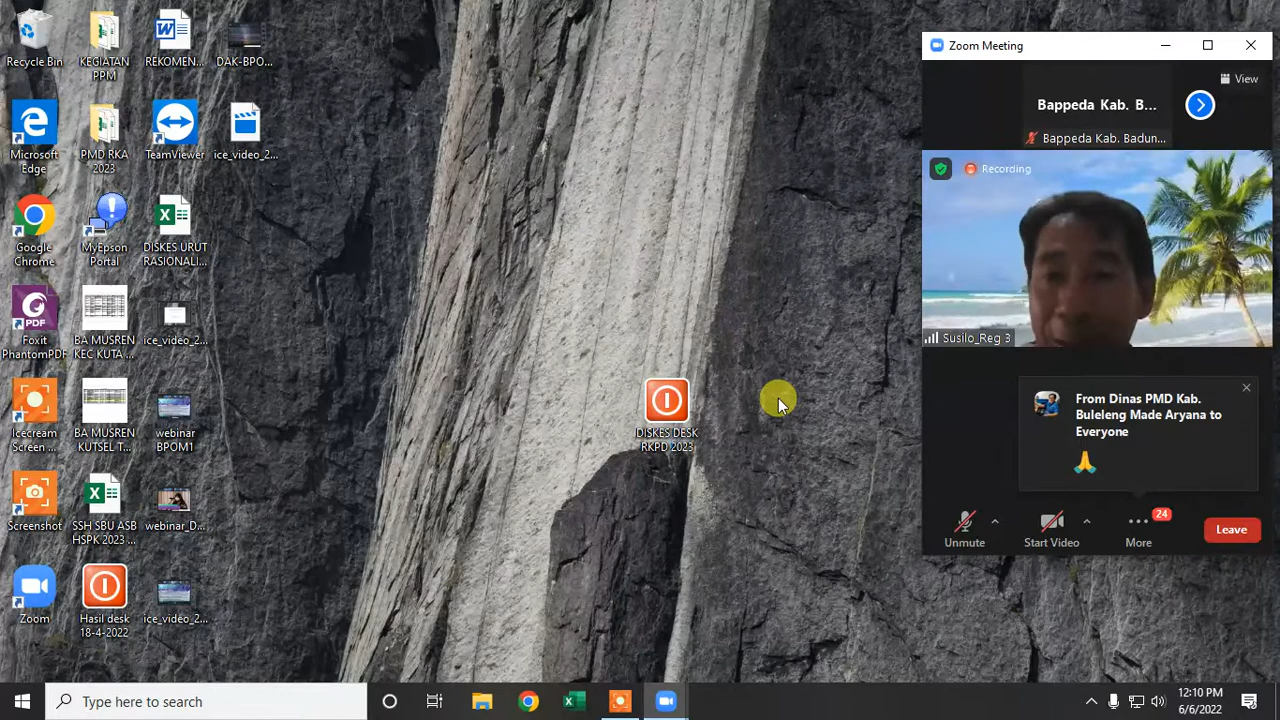 Recycle Bin
KEGIATAN
PPM
REKOMEN...
DAK-BPO...
Microsoft
Edge
PMD RKA
2023
TeamViewer
ice_video_2...
Google
Chrome
MyEpson
Portal
DISKES URUT
RASIONALI...
Foxit
PhantomPDF
BA MUSREN
KEC KUTA ...
ice_video_2...
Icecream
Screen ...
BA MUSREN
KUTSEL T...
webinar
BPOM1
Screenshot
SSH SBU ASB
HSPK 2023 ...
webinar_D...
Zoom
Hasil desk
18-4-2022
ice_video_2...
DISKES DESK
RKPD 2023
Zoom Meeting
View
Bappeda Kab. B...
Bappeda Kab. Badun...
Recording
Susilo_Reg 3
From Dinas PMD Kab.
Buleleng Made Aryana to
Everyone
🙏
24
Unmute
Start Video
More
Leave
Type here to search
12:10 PM
6/6/2022